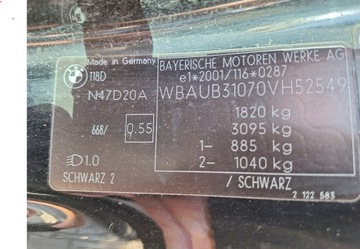 Made in Germany
118D
N47D20A
668/ 0.55
1.0
SCHWARZ 2
BAYERISCHE MOTOREN WERKE AG
e1*2001/116*0287
WBAUB31070VH52549
1820 kg
3095 kg
1- 885 kg
2- 1040 kg
/ SCHWARZ
2 122 583